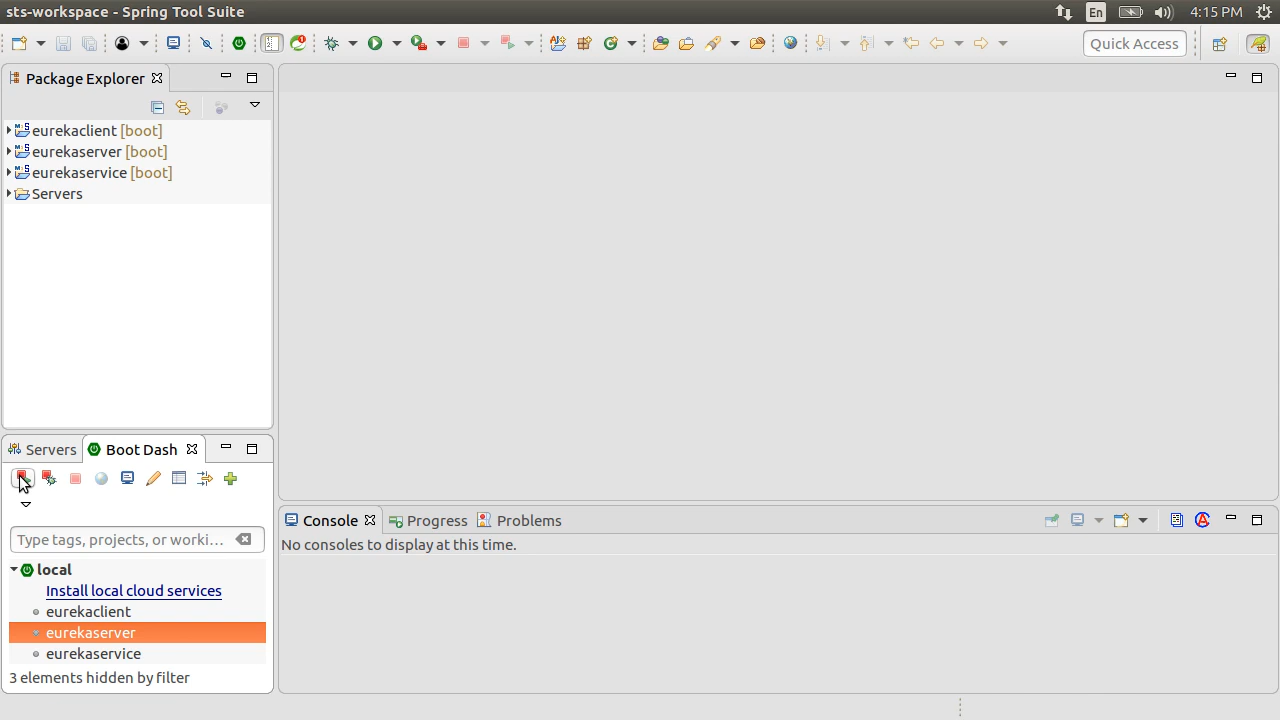 sts-workspace - Spring Tool Suite
En
4:15 PM
Quick Access
Package Explorer
eurekaclient [boot]
eurekaserver [boot]
eurekaservice [boot]
Servers
Servers
Boot Dash
Type tags, projects, or worki...
local
Install local cloud services
eurekaclient
eurekaserver
eurekaservice
3 elements hidden by filter
Console
Progress
Problems
No consoles to display at this time.